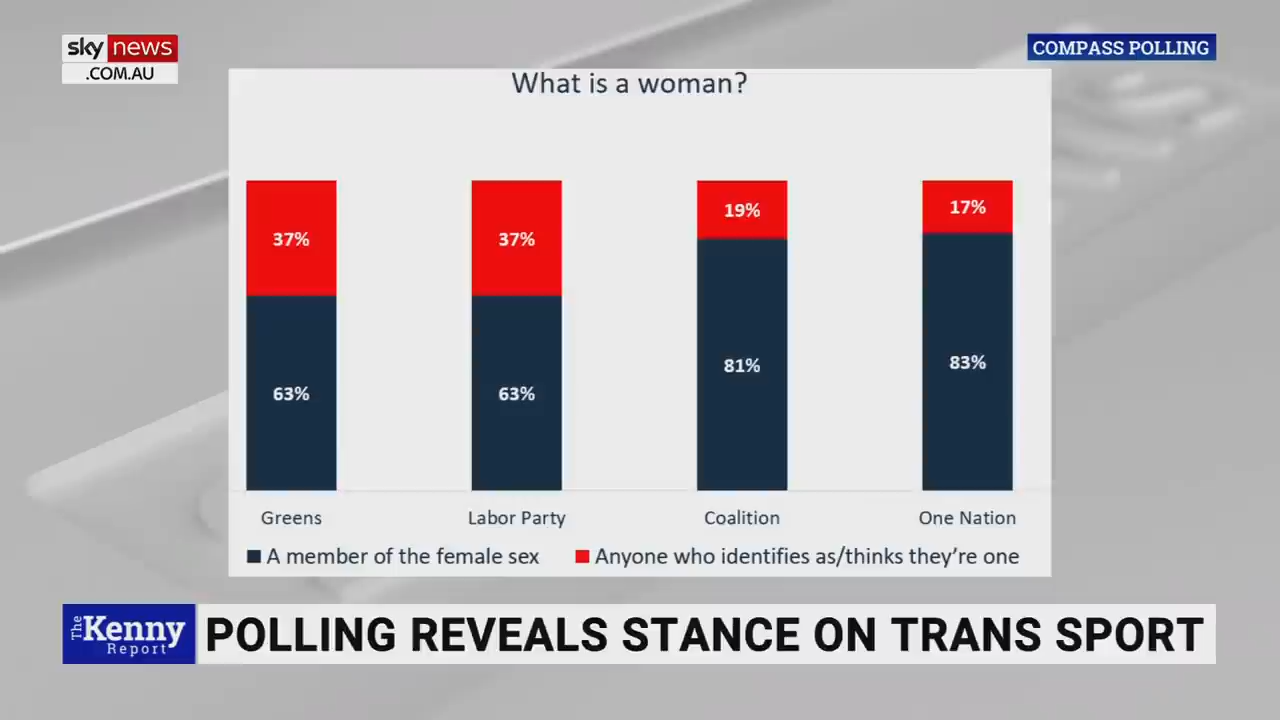 sky news
.COM.AU
COMPASS POLLING
What is a woman?
37%
37%
19%
17%
63%
63%
81%
83%
Greens
Labor Party
Coalition
One Nation
A member of the female sex
Anyone who identifies as/thinks they're one
The Kenny Report
POLLING REVEALS STANCE ON TRANS SPORT